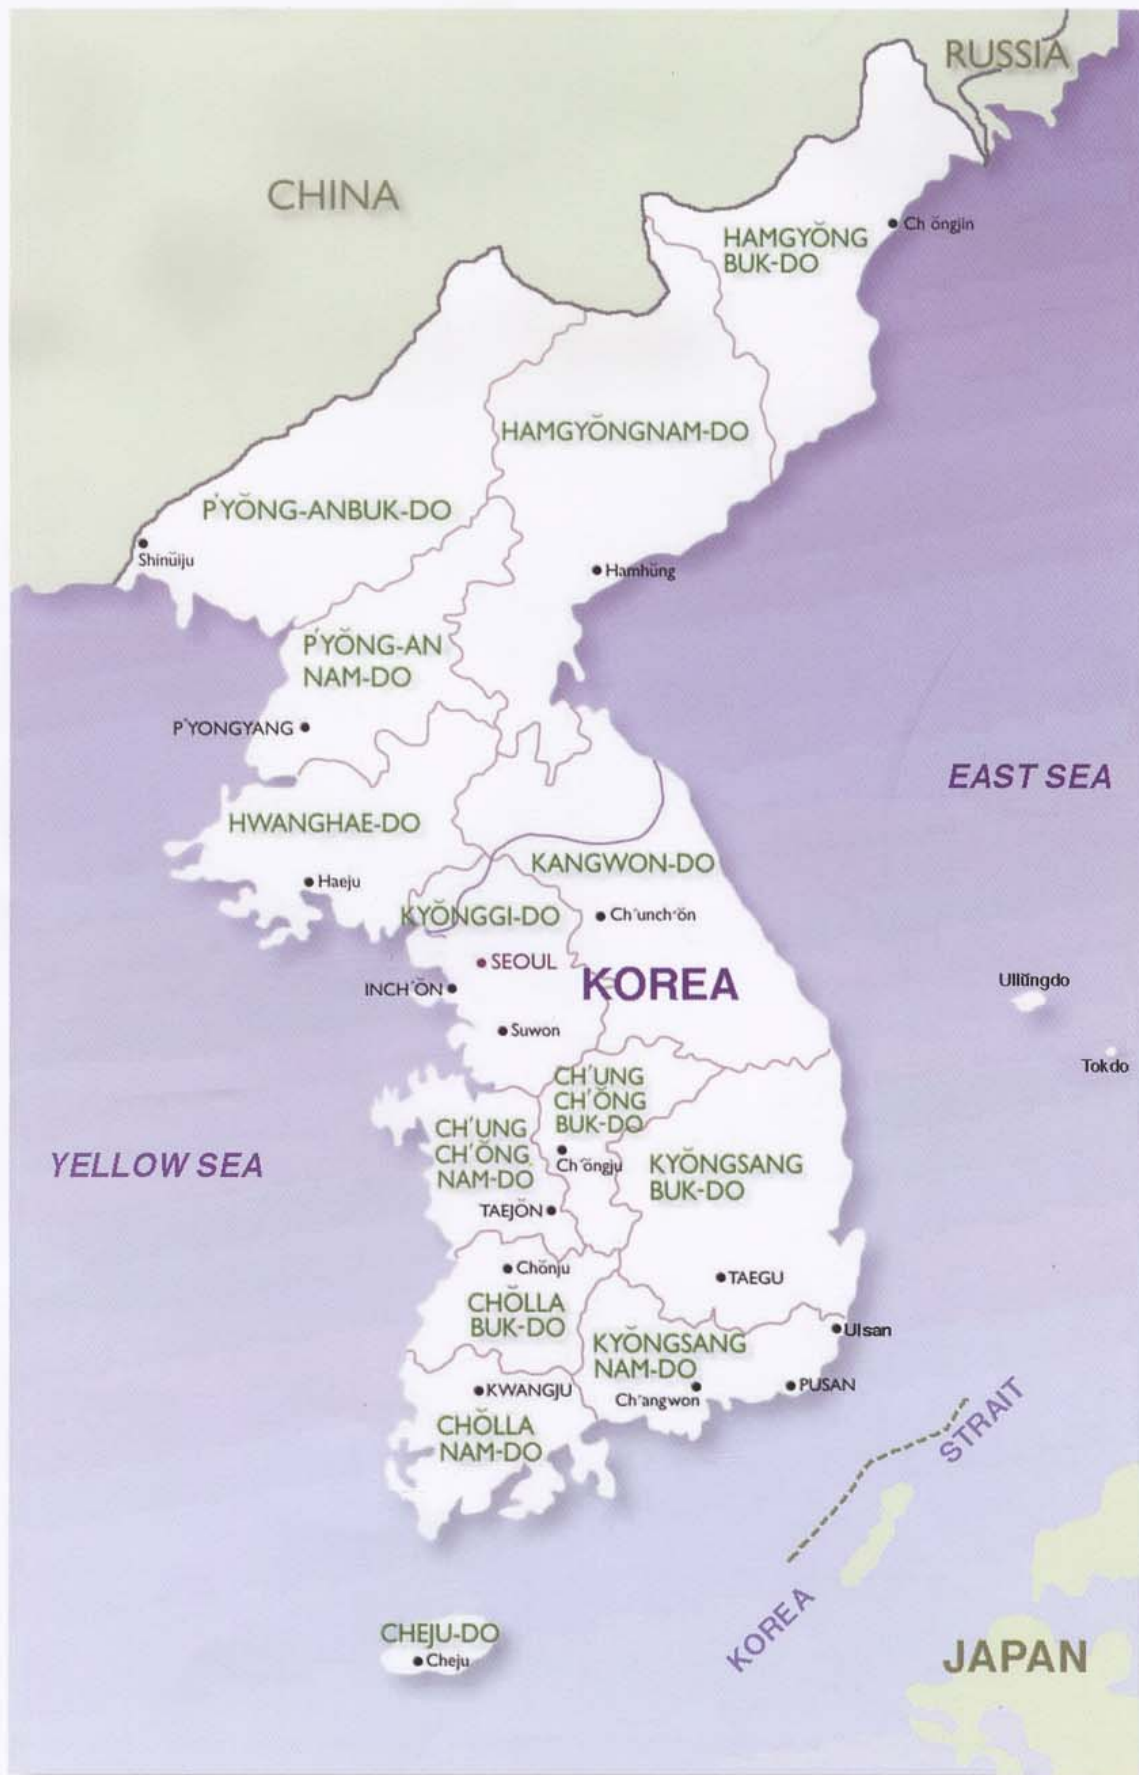 RUSSIA
CHINA
Ch ŏngjin
HAMGYŎNG
BUK-DO
HAMGYŎNGNAM-DO
P'YŎNG-ANBUK-DO
Shinŭiju
Hamhŭng
P'YŎNG-AN
NAM-DO
P'YONGYANG
EAST SEA
HWANGHAE-DO
KANGWON-DO
Haeju
KYŎNGGI-DO
Ch'unch'ŏn
SEOUL
KOREA
INCH'ŎN
Ullŭngdo
Suwon
Tokdo
CH'UNG
CH'ŎNG
BUK-DO
CH'UNG
CH'ŎNG
NAM-DO
Ch'ŏngju
YELLOW SEA
KYŎNGSANG
BUK-DO
TAEJŎN
Chŏnju
TAEGU
CHŎLLA
BUK-DO
Ulsan
KYŎNGSANG
NAM-DO
KWANGJU
Ch'angwon
PUSAN
CHŎLLA
NAM-DO
KOREA STRAIT
CHEJU-DO
Cheju
JAPAN